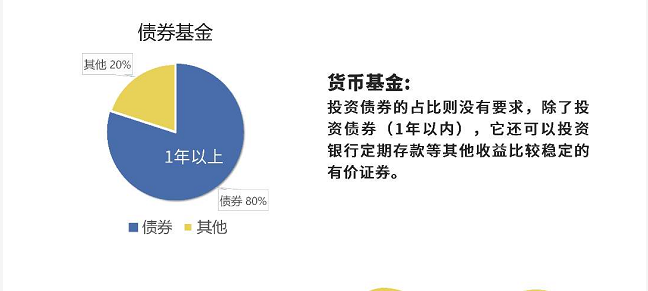 债券基金
其他 20%
1年以上
债券 80%
债券 其他
货币基金:
投资债券的占比则没有要求，除了投
资债券（1年以内），它还可以投资
银行定期存款等其他收益比较稳定的
有价证券。